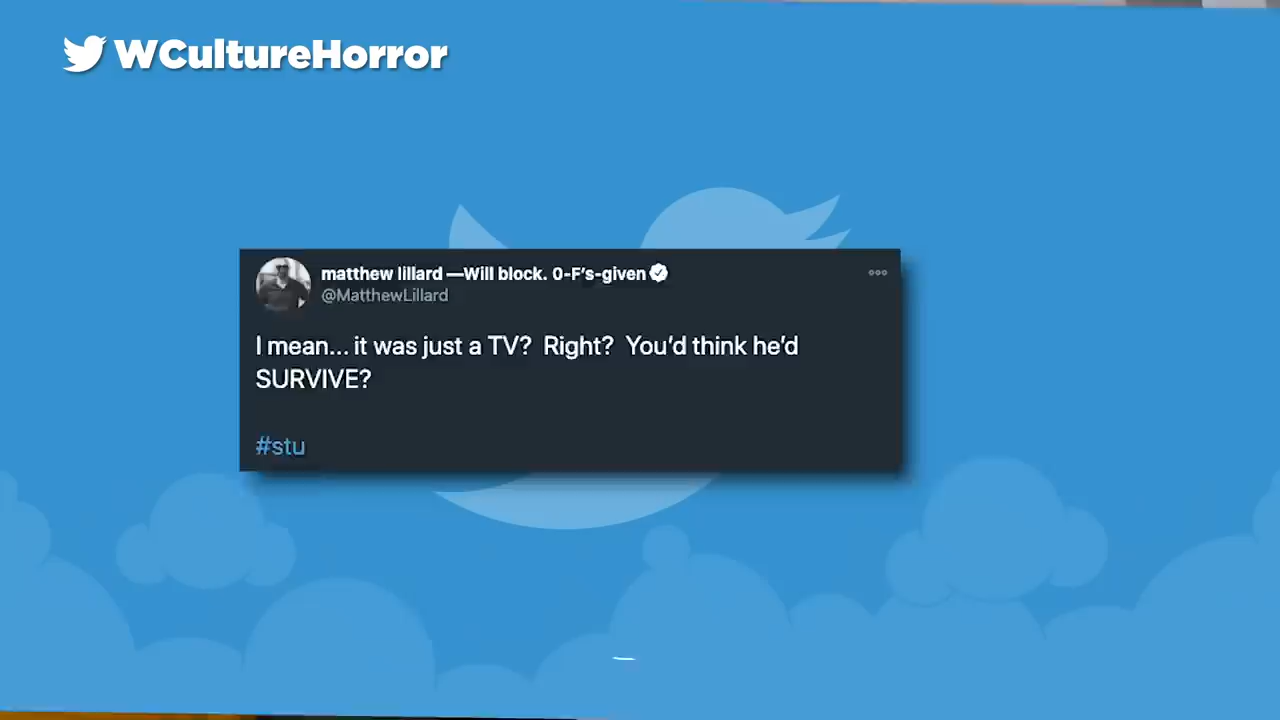 WCultureHorror
matthew lillard —Will block. 0-F's-given
@MatthewLillard
I mean... it was just a TV?  Right?  You'd think he'd
SURVIVE?
#stu